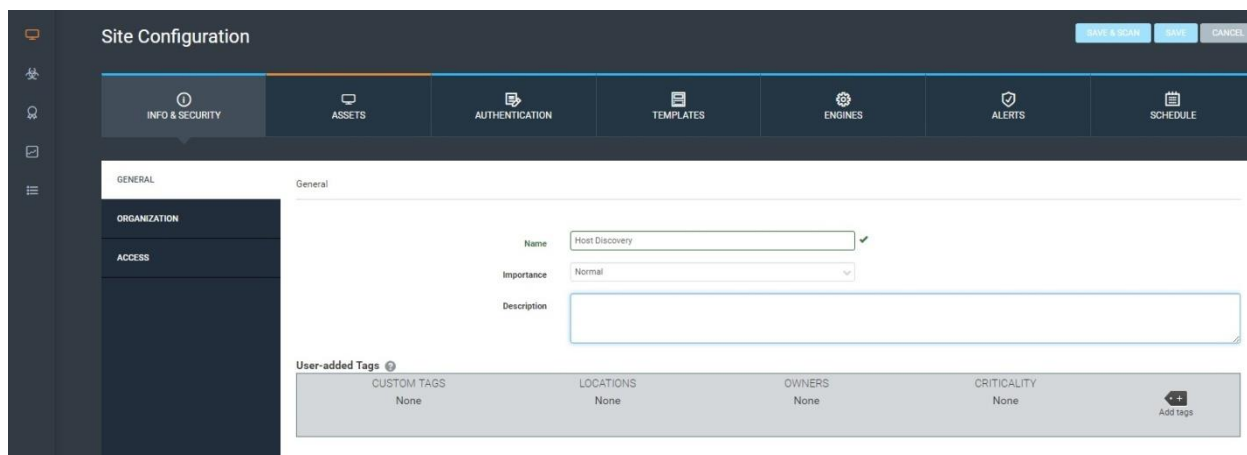 Site Configuration
SAVE & SCAN SAVE CANCEL
INFO & SECURITY ASSETS AUTHENTICATION TEMPLATES ENGINES ALERTS SCHEDULE
GENERAL
ORGANIZATION
ACCESS
General
Name Host Discovery
Importance Normal
Description
User-added Tags ?
CUSTOM TAGS LOCATIONS OWNERS CRITICALITY
None None None None
Add tags